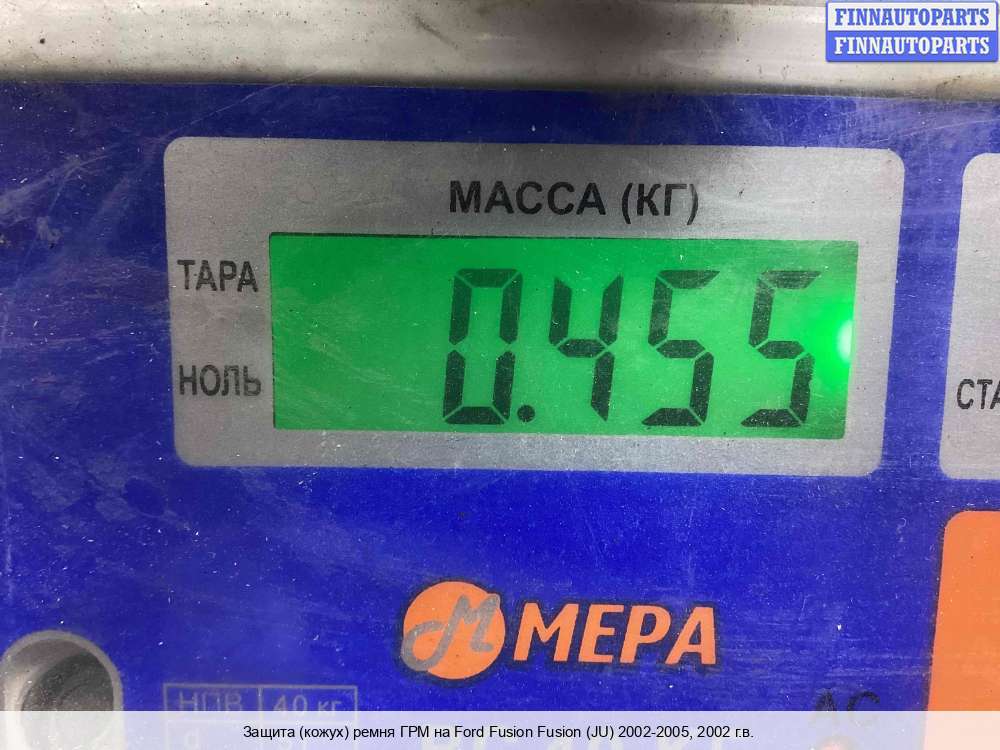 FINNAUTOPARTS
FINNAUTOPARTS
МАССА (КГ)
ТАРА
0.455
НОЛЬ
СТА
МЕРА
НПВ 40 кг
AC
Защита (кожух) ремня ГРМ на Ford Fusion Fusion (JU) 2002-2005, 2002 г.в.